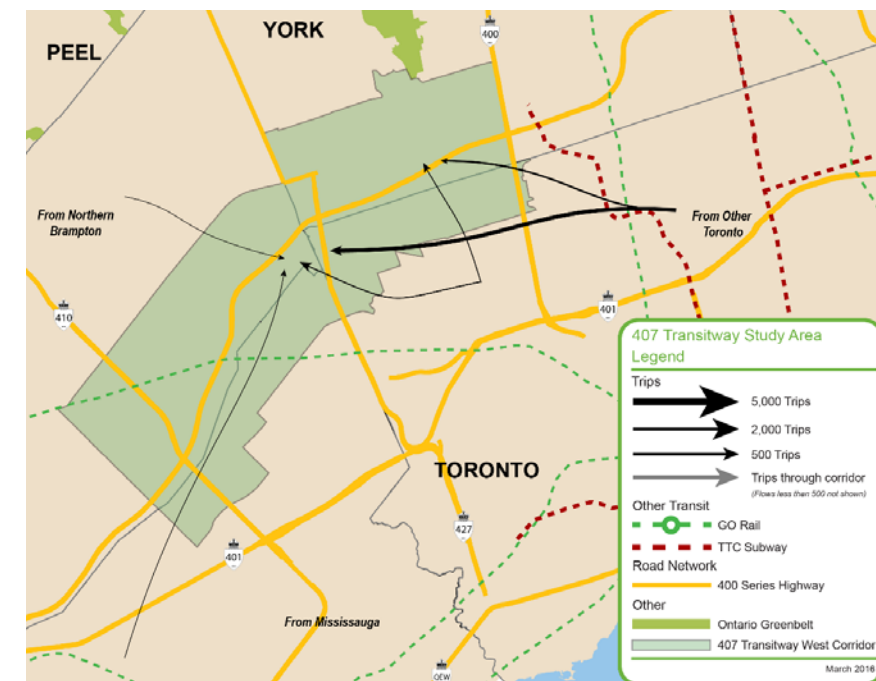 YORK
PEEL
400
From Northern
Brampton
From Other
Toronto
410
401
TORONTO
427
401
From Mississauga
QEW
407 Transitway Study Area
Legend
Trips
5,000 Trips
2,000 Trips
500 Trips
Trips through corridor
(Flows less than 500 not shown)
Other Transit
GO Rail
TTC Subway
Road Network
400 Series Highway
Other
Ontario Greenbelt
407 Transitway West Corridor
March 2016